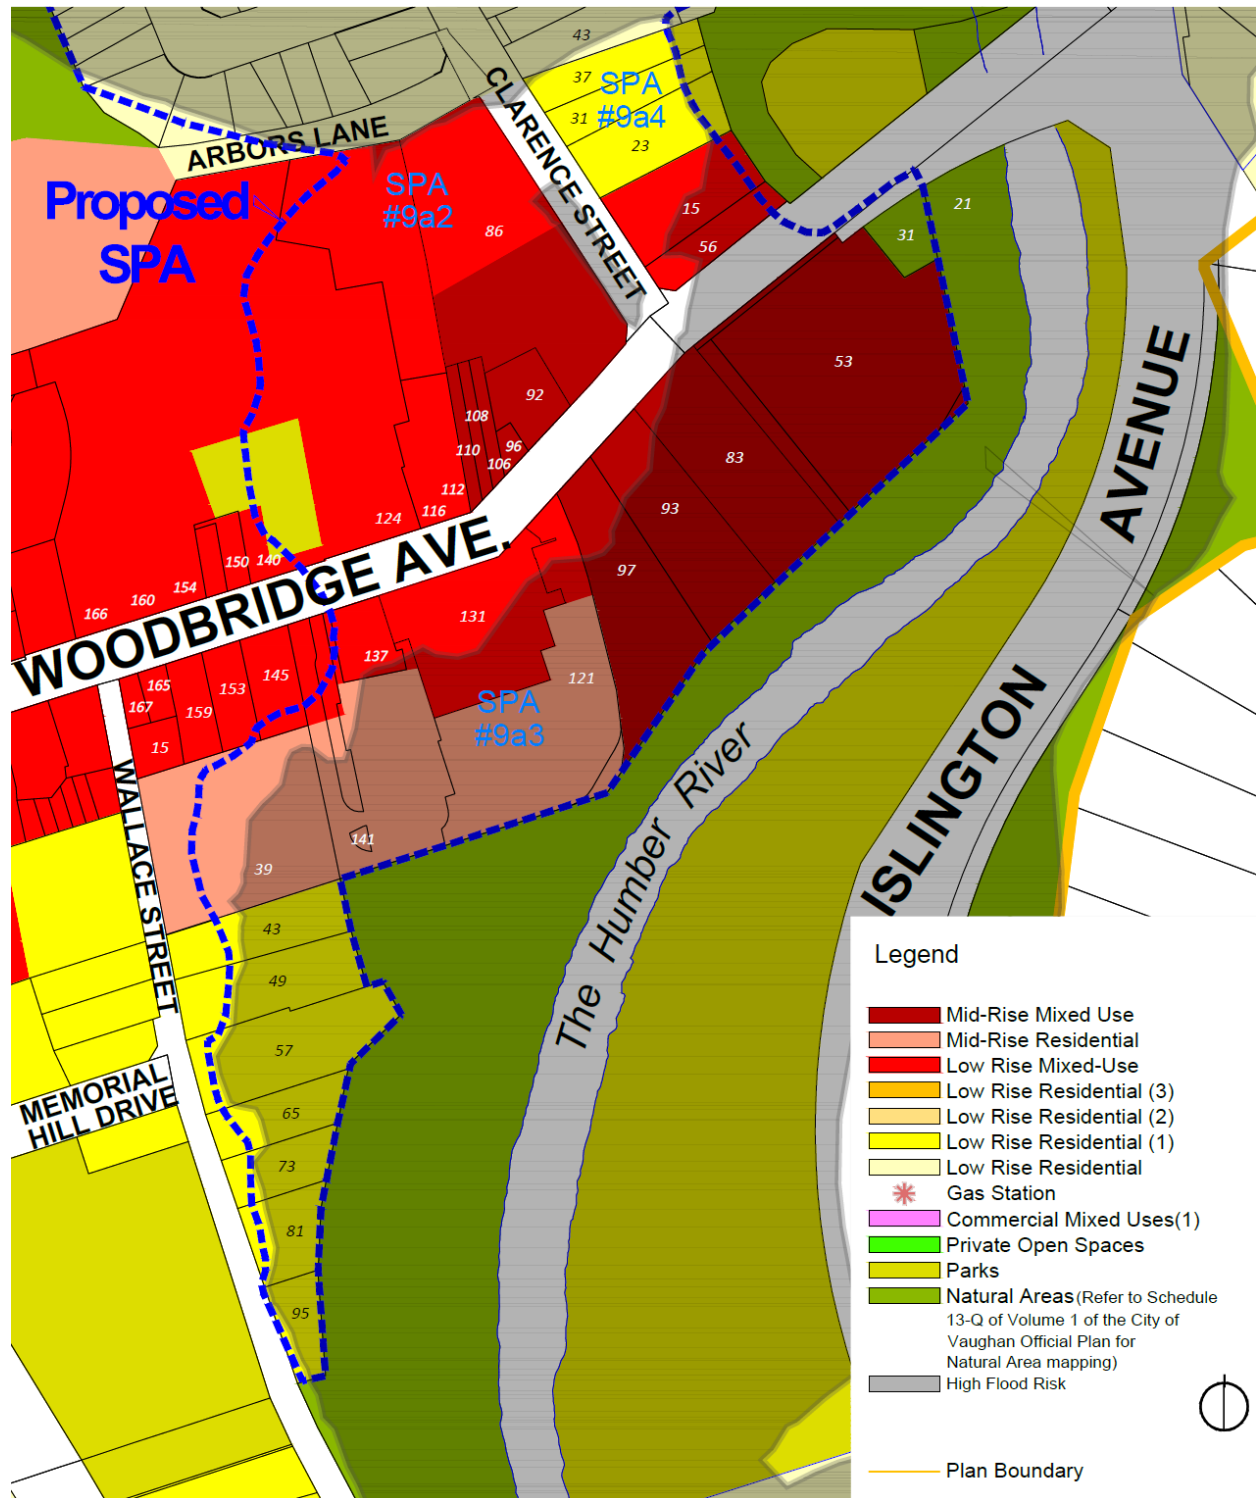 43
37
SPA
#9a4
31
23
CLARENCE STREET
ARBORS LANE
Proposed
SPA
SPA
#9a2
86
15
56
21
31
53
92
108
110
96
106
112
116
124
83
93
97
WOODBRIDGE AVE.
150
140
154
160
166
131
137
145
153
165
167
159
15
121
SPA
#9a3
141
39
WALLACE STREET
43
49
57
65
73
81
95
MEMORIAL
HILL DRIVE
The Humber River
ISLINGTON AVENUE
Legend
Mid-Rise Mixed Use
Mid-Rise Residential
Low Rise Mixed-Use
Low Rise Residential (3)
Low Rise Residential (2)
Low Rise Residential (1)
Low Rise Residential
Gas Station
Commercial Mixed Uses(1)
Private Open Spaces
Parks
Natural Areas (Refer to Schedule
13-Q of Volume 1 of the City of
Vaughan Official Plan for
Natural Area mapping)
High Flood Risk
Plan Boundary